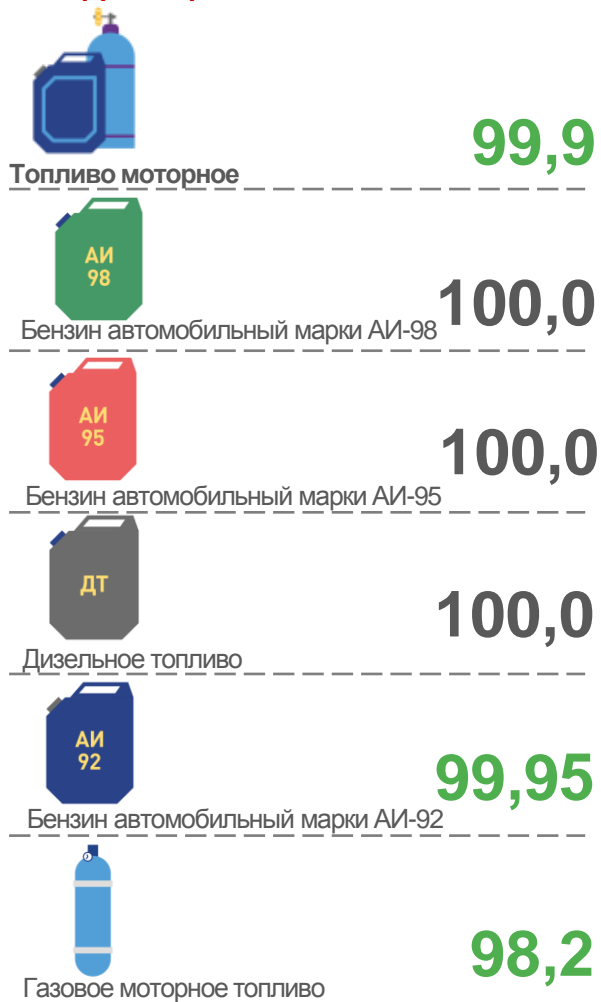 99,9
Топливо моторное
АИ
98
100,0
Бензин автомобильный марки АИ-98
АИ
95
100,0
Бензин автомобильный марки АИ-95
ДТ
100,0
Дизельное топливо
АИ
92
99,95
Бензин автомобильный марки АИ-92
98,2
Газовое моторное топливо